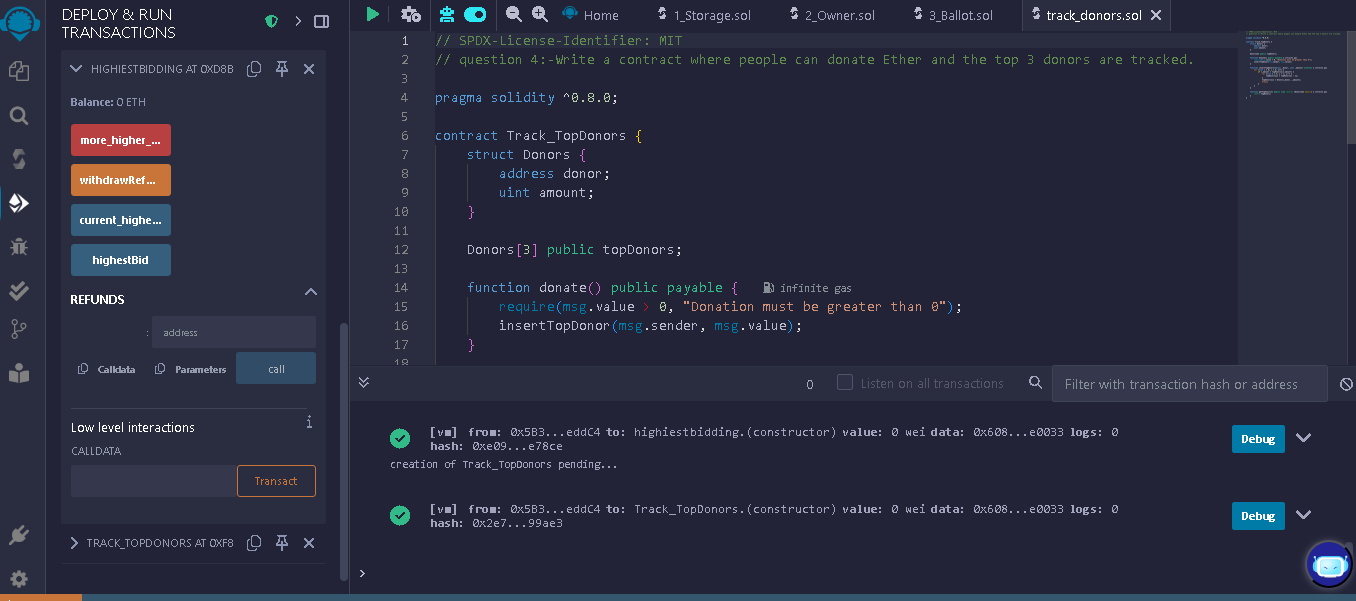 DEPLOY & RUN
TRANSACTIONS
HIGHIESTBIDDING AT 0XD8B
Balance: 0 ETH
more_higher_...
withdrawRef...
current_highe...
highestBid
REFUNDS
: address
Calldata Parameters call
Low level interactions i
CALLDATA
Transact
TRACK_TOPDONORS AT 0XF8
Home 1_Storage.sol 2_Owner.sol 3_Ballot.sol track_donors.sol
1 // SPDX-License-Identifier: MIT
2 // question 4:-Write a contract where people can donate Ether and the top 3 donors are tracked.
3
4 pragma solidity ^0.8.0;
5
6 contract Track_TopDonors {
7 struct Donors {
8 address donor;
9 uint amount;
10 }
11
12 Donors[3] public topDonors;
13
14 function donate() public payable { infinite gas
15 require(msg.value > 0, "Donation must be greater than 0");
16 insertTopDonor(msg.sender, msg.value);
17 }
18
0 Listen on all transactions Filter with transaction hash or address
[vm] from: 0x5B3...eddC4 to: highiestbidding.(constructor) value: 0 wei data: 0x608...e0033 logs: 0
hash: 0xe09...e78ce
Debug
creation of Track_TopDonors pending...
[vm] from: 0x5B3...eddC4 to: Track_TopDonors.(constructor) value: 0 wei data: 0x608...e0033 logs: 0
hash: 0x2e7...99ae3
Debug
>